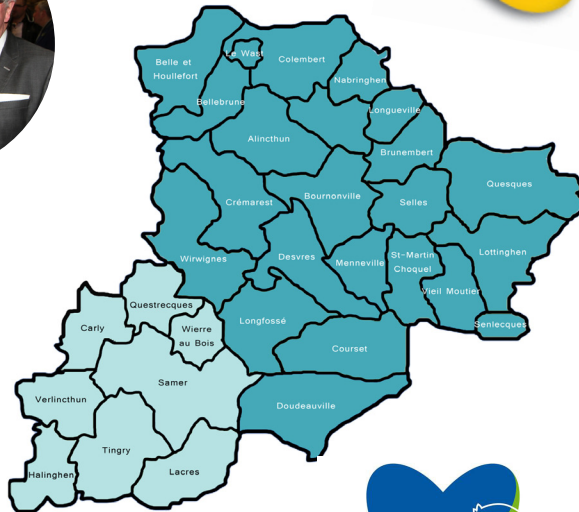 Le Wast
Colembert
Belle et
Houllefort
Nabringhen
Bellebrune
Longueville
Alincthun
Brunembert
Quesques
Crémarest
Bournonville
Selles
Wirwignes
Desvres
Menneville
St-Martin
Choquel
Lottinghen
Vieil Moutier
Questrecques
Carly
Wierre
au Bois
Longfossé
Senlecques
Courset
Samer
Verlincthun
Doudeauville
Tingry
Halinghen
Lacres